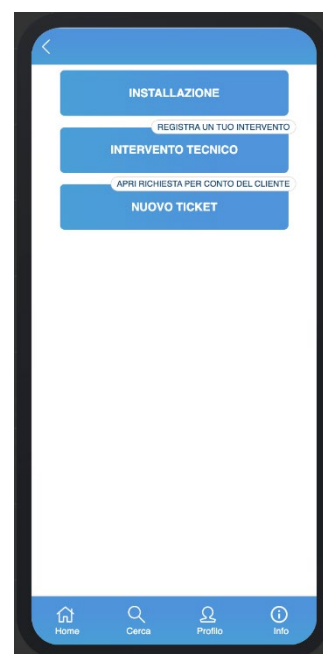 INSTALLAZIONE
REGISTRA UN TUO INTERVENTO
INTERVENTO TECNICO
APRI RICHIESTA PER CONTO DEL CLIENTE
NUOVO TICKET
Home Cerca Profilo Info